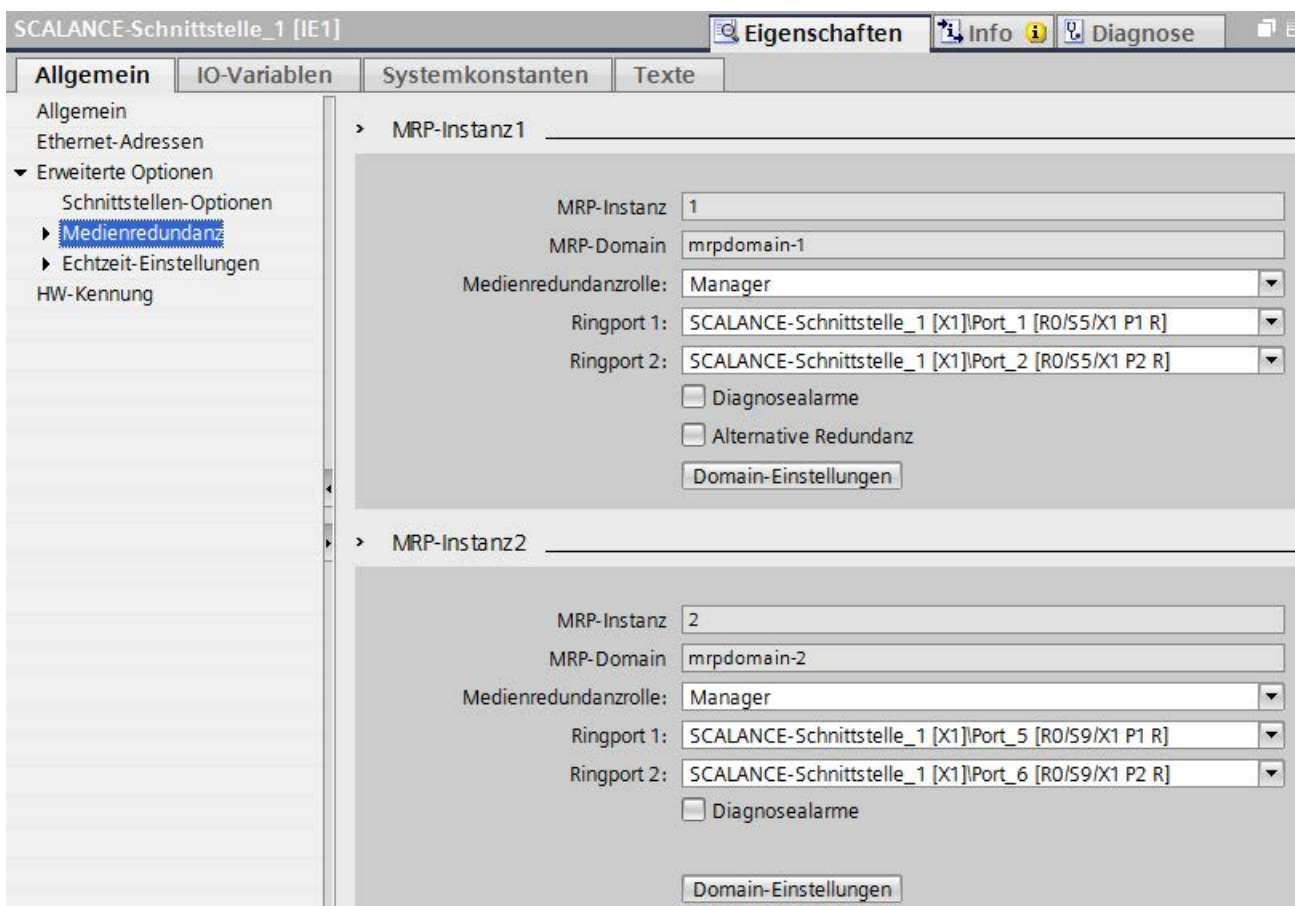 SCALANCE-Schnittstelle_1 [IE1]
Eigenschaften
Info
Diagnose
Allgemein
IO-Variablen
Systemkonstanten
Texte
Allgemein
Ethernet-Adressen
Erweiterte Optionen
Schnittstellen-Optionen
Medienredundanz
Echtzeit-Einstellungen
HW-Kennung
MRP-Instanz1
MRP-Instanz 1
MRP-Domain mrpdomain-1
Medienredundanzrolle: Manager
Ringport 1: SCALANCE-Schnittstelle_1 [X1]\Port_1 [R0/S5/X1 P1 R]
Ringport 2: SCALANCE-Schnittstelle_1 [X1]\Port_2 [R0/S5/X1 P2 R]
Diagnosealarme
Alternative Redundanz
Domain-Einstellungen
MRP-Instanz2
MRP-Instanz 2
MRP-Domain mrpdomain-2
Medienredundanzrolle: Manager
Ringport 1: SCALANCE-Schnittstelle_1 [X1]\Port_5 [R0/S9/X1 P1 R]
Ringport 2: SCALANCE-Schnittstelle_1 [X1]\Port_6 [R0/S9/X1 P2 R]
Diagnosealarme
Domain-Einstellungen